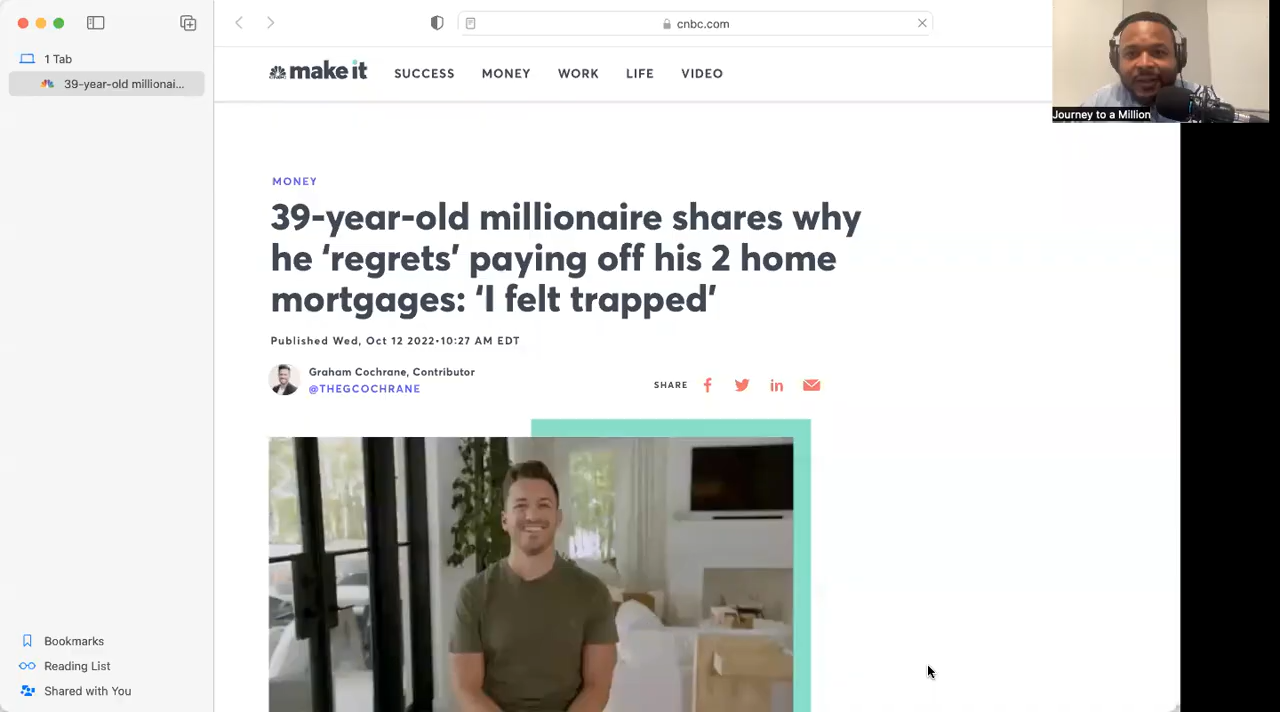 1 Tab
39-year-old millionai...
cnbc.com
make it
SUCCESS
MONEY
WORK
LIFE
VIDEO
Journey to a Million
MONEY
39-year-old millionaire shares why
he ‘regrets’ paying off his 2 home
mortgages: ‘I felt trapped’
Published Wed, Oct 12 2022•10:27 AM EDT
Graham Cochrane, Contributor
@THEGCOCHRANE
SHARE
Bookmarks
Reading List
Shared with You